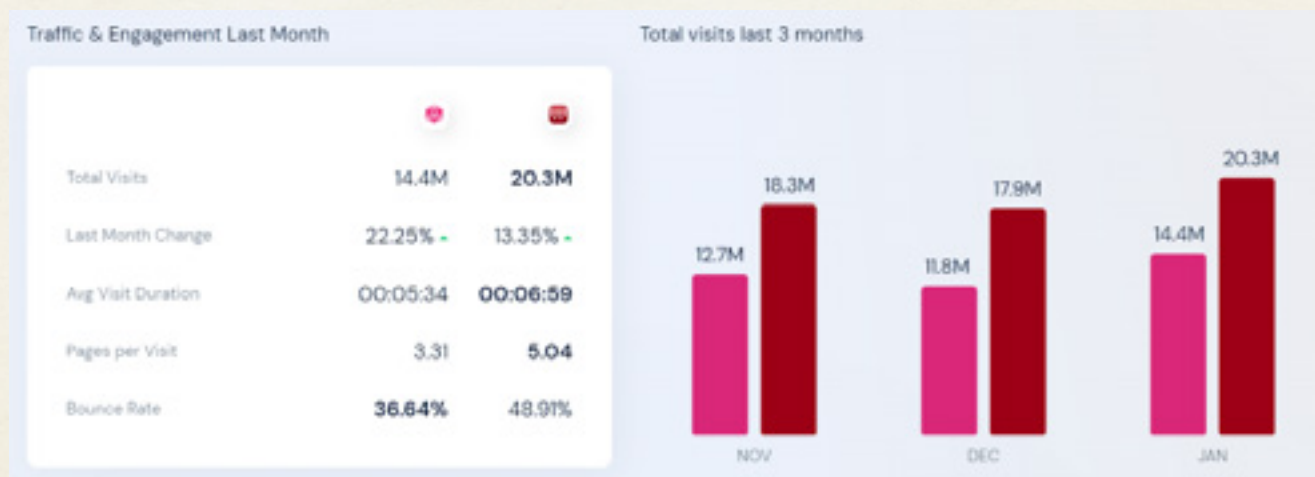 Traffic & Engagement Last Month
Total Visits 14.4M 20.3M
Last Month Change 22.25% - 13.35% -
Avg Visit Duration 00:05:34 00:06:59
Pages per Visit 3.31 5.04
Bounce Rate 36.64% 48.91%
Total visits last 3 months
12.7M 18.3M 11.8M 17.9M 14.4M 20.3M
NOV DEC JAN